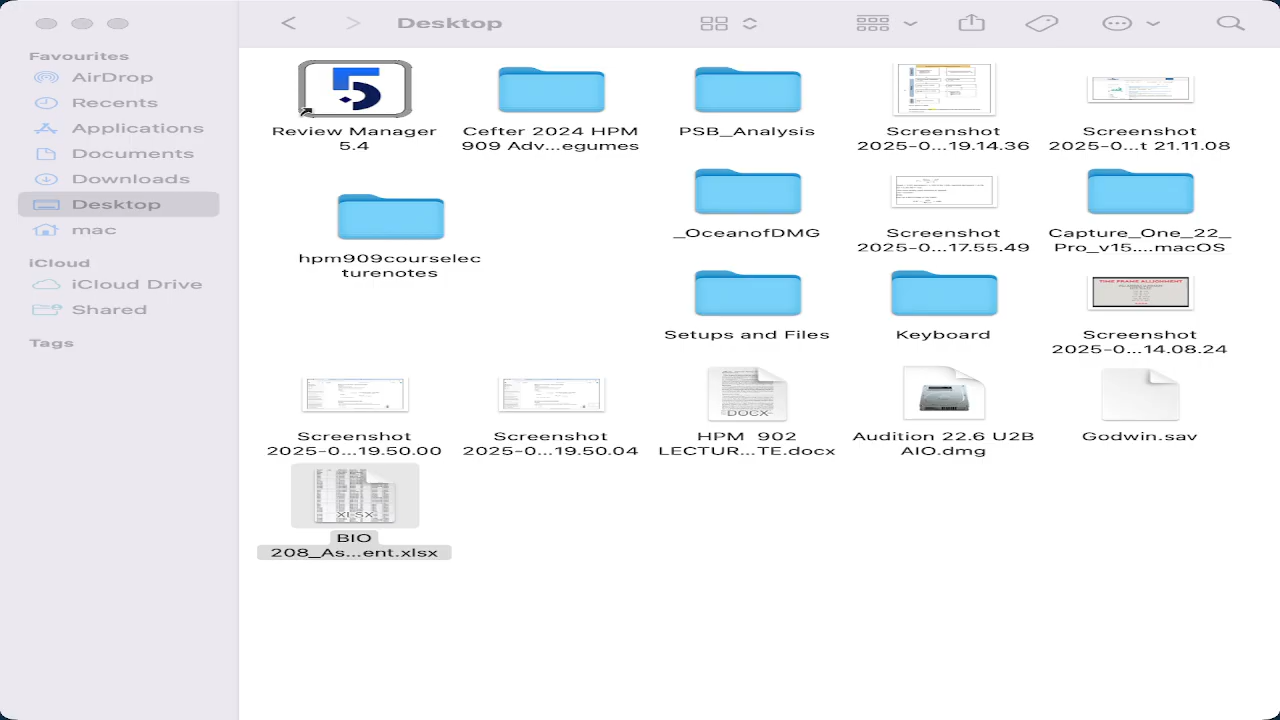 Desktop
Favourites
AirDrop
Recents
Applications
Documents
Downloads
Desktop
mac
iCloud
iCloud Drive
Shared
Tags
Review Manager
5.4
Cefter 2024 HPM
909 Adv...egumes
PSB_Analysis
Screenshot
2025-0...19.14.36
Screenshot
2025-0...t 21.11.08
hpm909courselec
turenotes
_OceanofDMG
Screenshot
2025-0...17.55.49
Capture_One_22_
Pro_v15....macOS
Setups and Files
Keyboard
TIME FRAME ALLIGNMENT
Screenshot
2025-0...14.08.24
Screenshot
2025-0...19.50.00
Screenshot
2025-0...19.50.04
DOCX
HPM 902
LECTUR...TE.docx
Audition 22.6 U2B
AIO.dmg
Godwin.sav
XLSX
BIO
208_As...ent.xlsx